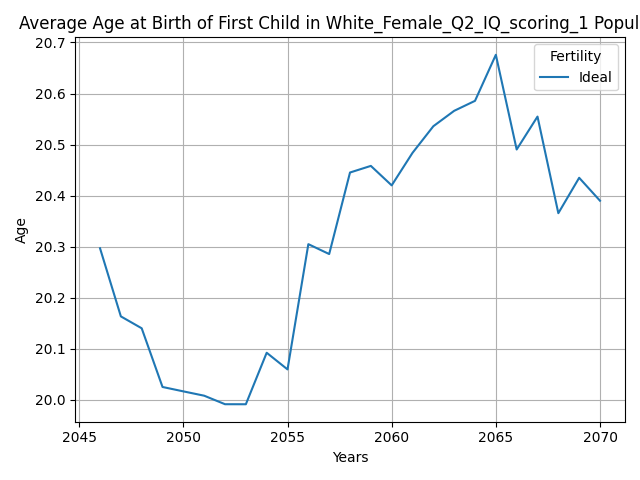 Average Age at Birth of First Child in White_Female_Q2_IQ_scoring_1 Popul
20.7
20.6
20.5
20.4
20.3
20.2
20.1
20.0
Age
Fertility
Ideal
2045 2050 2055 2060 2065 2070
Years